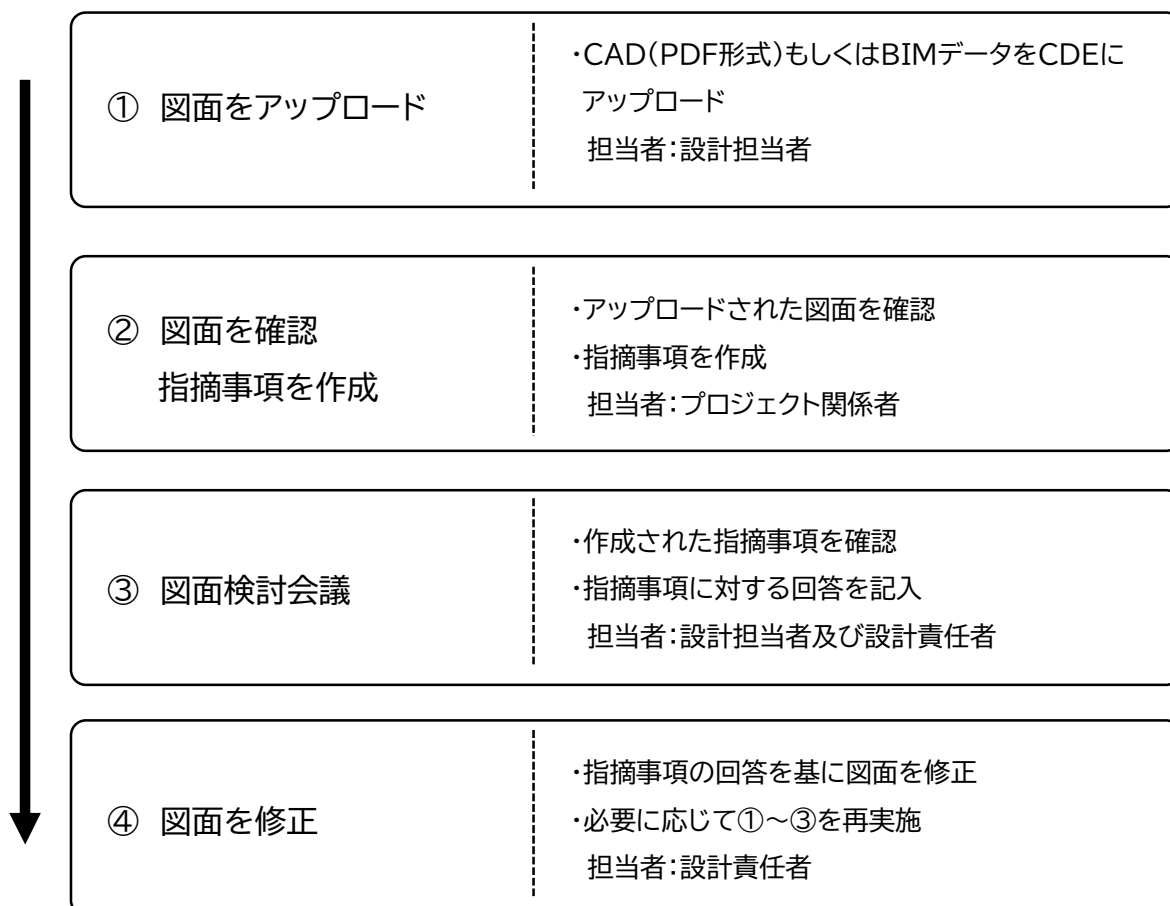 ① 図面をアップロード
・CAD(PDF形式)もしくはBIMデータをCDEに
アップロード
担当者:設計担当者
② 図面を確認
指摘事項を作成
・アップロードされた図面を確認
・指摘事項を作成
担当者:プロジェクト関係者
③ 図面検討会議
・作成された指摘事項を確認
・指摘事項に対する回答を記入
担当者:設計担当者及び設計責任者
④ 図面を修正
・指摘事項の回答を基に図面を修正
・必要に応じて①～③を再実施
担当者:設計責任者